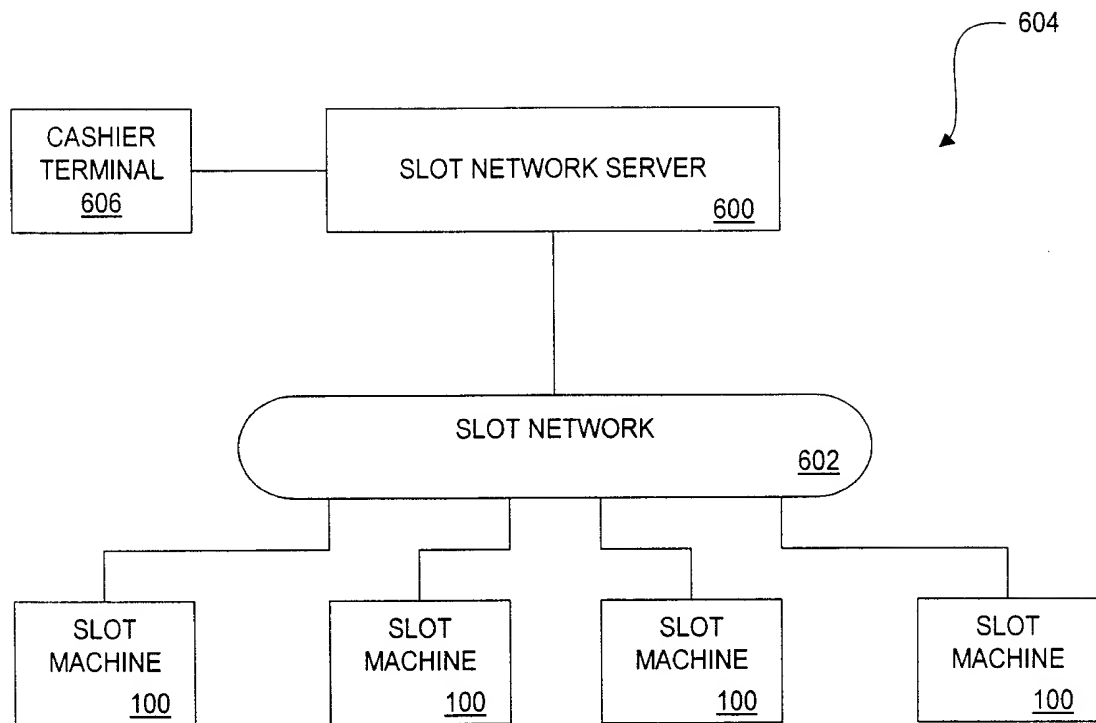 604
CASHIER
TERMINAL
606
SLOT NETWORK SERVER
600
SLOT NETWORK
602
SLOT
MACHINE
100
SLOT
MACHINE
100
SLOT
MACHINE
100
SLOT
MACHINE
100